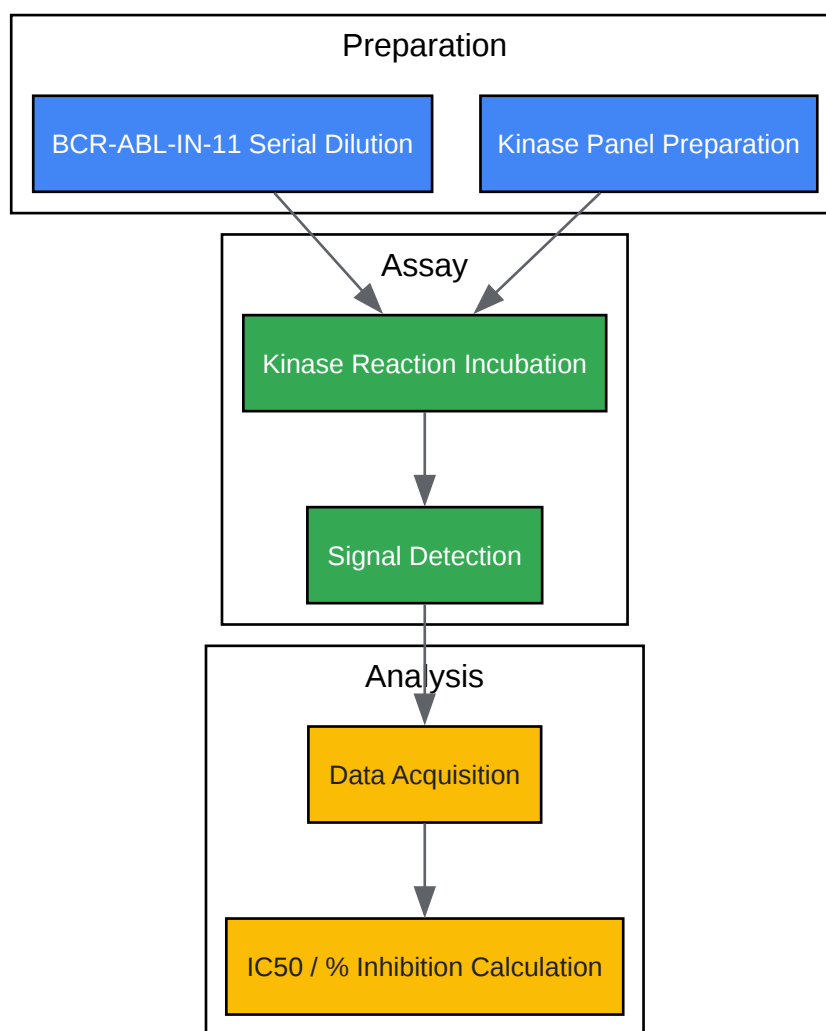 Preparation
BCR-ABL-IN-11 Serial Dilution
Kinase Panel Preparation
Assay
Kinase Reaction Incubation
Signal Detection
Analysis
Data Acquisition
IC50 / % Inhibition Calculation